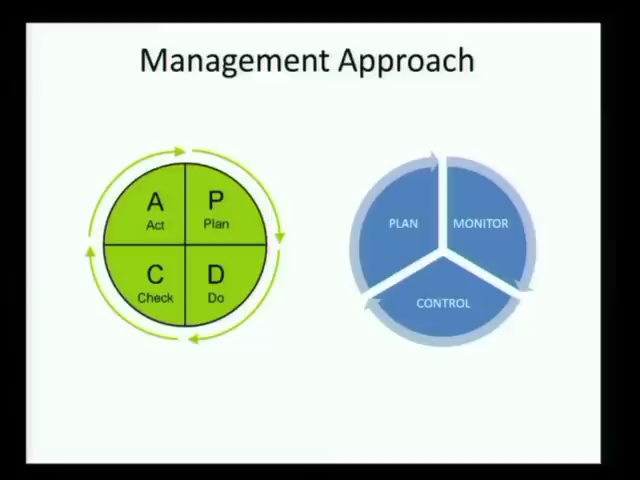 Management Approach
A
Act
P
Plan
C
Check
D
Do
PLAN
MONITOR
CONTROL